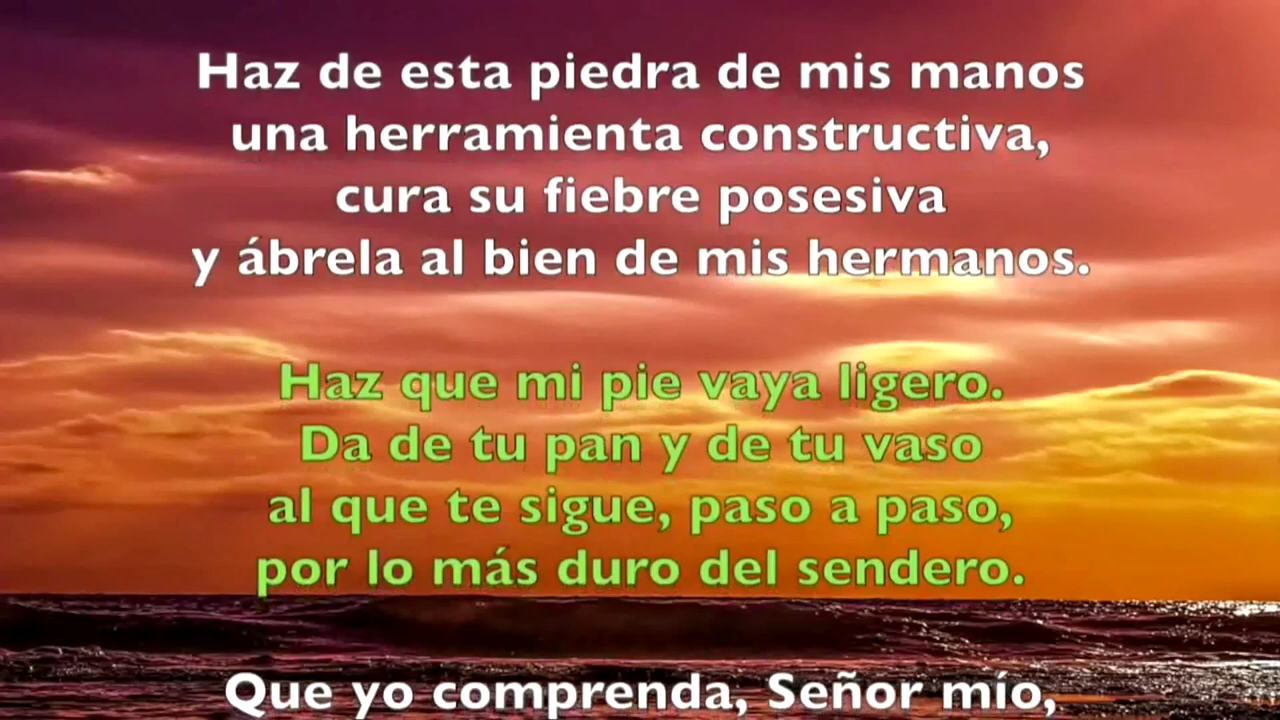 Haz de esta piedra de mis manos
una herramienta constructiva,
cura su fiebre posesiva
y ábrela al bien de mis hermanos.
Haz que mi pie vaya ligero.
Da de tu pan y de tu vaso
al que te sigue, paso a paso,
por lo más duro del sendero.
Que yo comprenda, Señor mío,